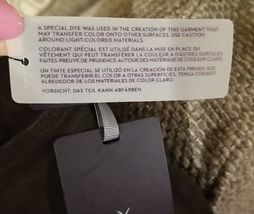 A SPECIAL DYE WAS USED IN THE CREATION OF THIS GARMENT THAT
MAY TRANSFER COLOR ONTO OTHER SURFACES. USE CAUTION
AROUND LIGHT-COLORED MATERIALS.
COLORANT SPÉCIAL EST UTILISÉ DANS LA MISE EN PLACE DU
VÊTEMENT QUI PEUT TRANSFÉRER LA COULEUR À D'AUTRES SURFACES
FAITES PREUVE DE PRUDENCE AUTOUR DES MATERIAUX DE COULEUR CLAIRE.
UN TINTE ESPECIAL SE UTILIZÓ EN LA CREACIÓN DE ESTA PRENDA QUE
PUEDE TRANSFERIR EL COLOR A OTRAS SUPERFICIES. TENGA CUIDADO
ALREDEDOR DE LOS MATERIALES DE COLOR CLARO.
VORSICHT, DAS TEIL KANN ABFÄRBEN